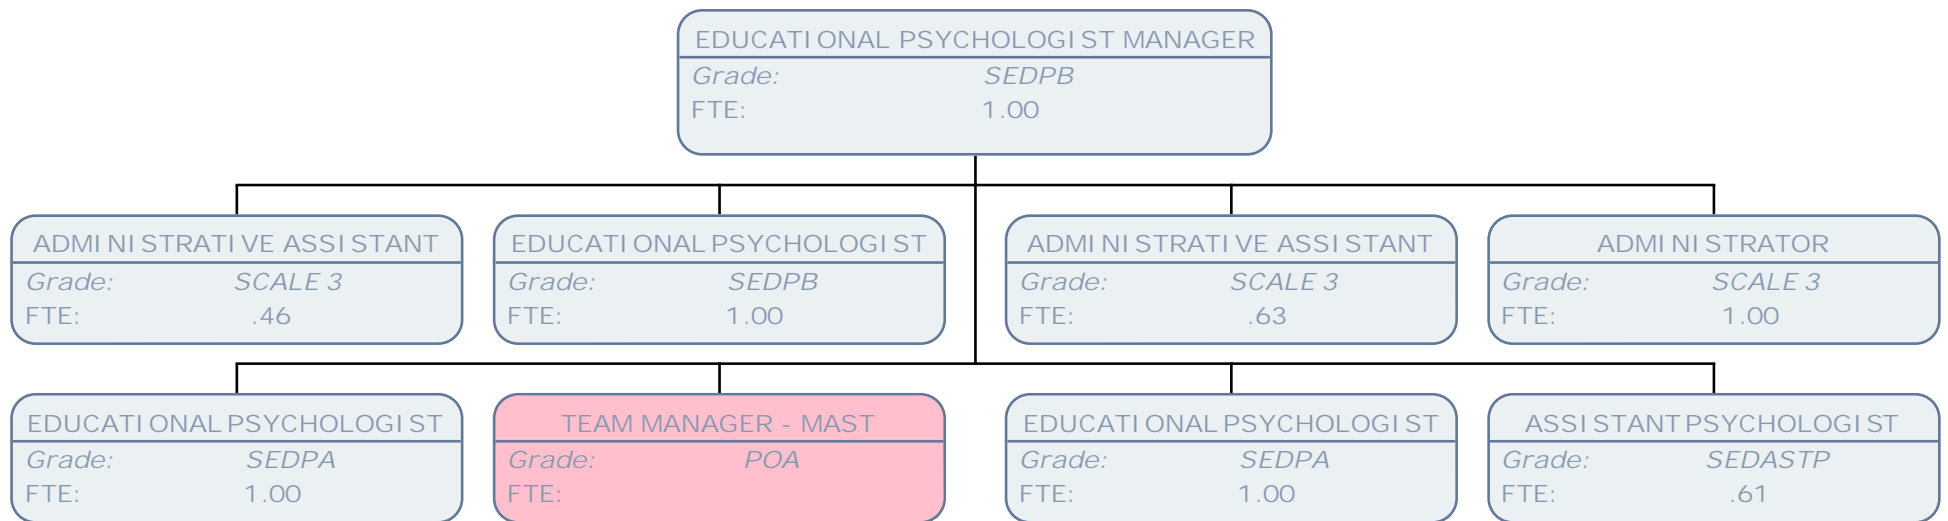 EDUCATIONAL PSYCHOLOGIST MANAGER
Grade: SEDPB
FTE: 1.00
ADMINISTRATIVE ASSISTANT
Grade: SCALE 3
FTE: .46
EDUCATIONAL PSYCHOLOGIST
Grade: SEDPB
FTE: 1.00
ADMINISTRATIVE ASSISTANT
Grade: SCALE 3
FTE: .63
ADMINISTRATOR
Grade: SCALE 3
FTE: 1.00
EDUCATIONAL PSYCHOLOGIST
Grade: SEDPA
FTE: 1.00
TEAM MANAGER - MAST
Grade: POA
FTE:
EDUCATIONAL PSYCHOLOGIST
Grade: SEDPA
FTE: 1.00
ASSISTANT PSYCHOLOGIST
Grade: SEDASTP
FTE: .61